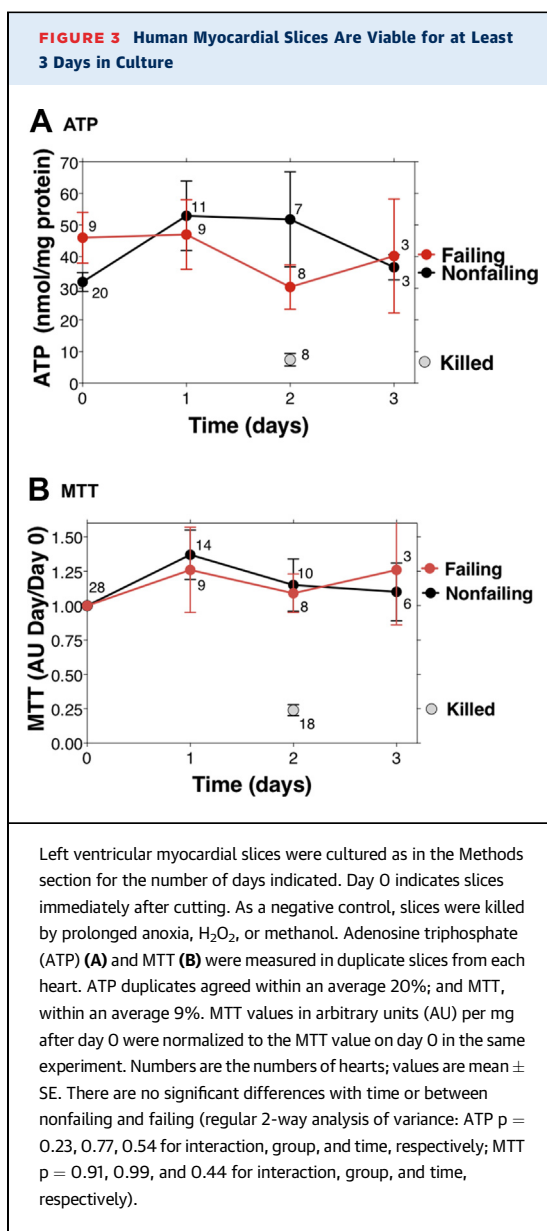 FIGURE 3 Human Myocardial Slices Are Viable for at Least
3 Days in Culture
A ATP
ATP (nmol/mg protein)
70
60
50
40
30
20
10
0
9
20
11
9
7
8
8
3
3
Failing
Nonfailing
Killed
0 1 2 3
Time (days)
B MTT
MTT (AU Day/Day 0)
1.50
1.25
1.00
0.75
0.50
0.25
0.00
28
14
9
10
8
18
3
6
Failing
Nonfailing
Killed
0 1 2 3
Time (days)
Left ventricular myocardial slices were cultured as in the Methods
section for the number of days indicated. Day 0 indicates slices
immediately after cutting. As a negative control, slices were killed
by prolonged anoxia, H₂O₂, or methanol. Adenosine triphosphate
(ATP) (A) and MTT (B) were measured in duplicate slices from each
heart. ATP duplicates agreed within an average 20%; and MTT,
within an average 9%. MTT values in arbitrary units (AU) per mg
after day 0 were normalized to the MTT value on day 0 in the same
experiment. Numbers are the numbers of hearts; values are mean ±
SE. There are no significant differences with time or between
nonfailing and failing (regular 2-way analysis of variance: ATP p =
0.23, 0.77, 0.54 for interaction, group, and time, respectively; MTT
p = 0.91, 0.99, and 0.44 for interaction, group, and time,
respectively).